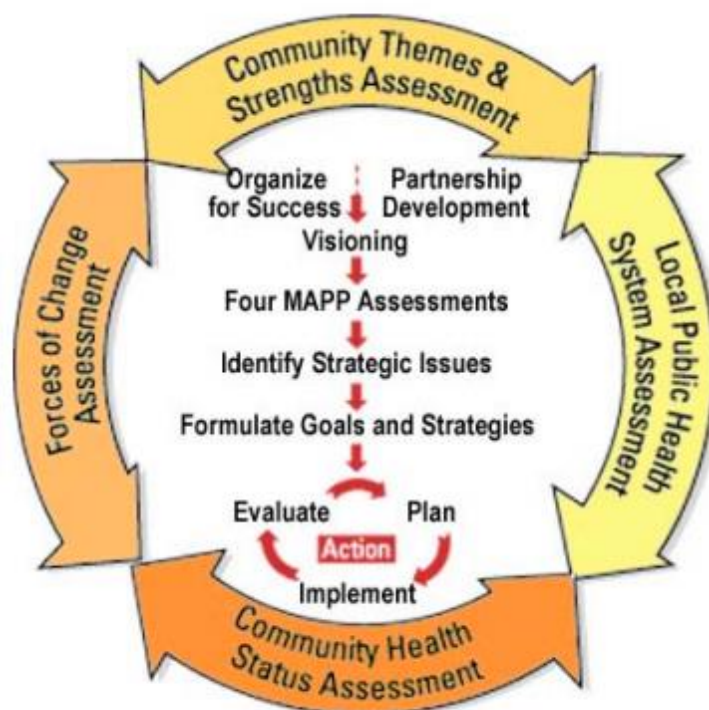 Community Themes &
Strengths Assessment
Organize
for Success
Partnership
Development
Visioning
Four MAPP Assessments
Identify Strategic Issues
Formulate Goals and Strategies
Evaluate
Plan
Action
Implement
Forces of Change
Assessment
Local Public Health
System Assessment
Community Health
Status Assessment